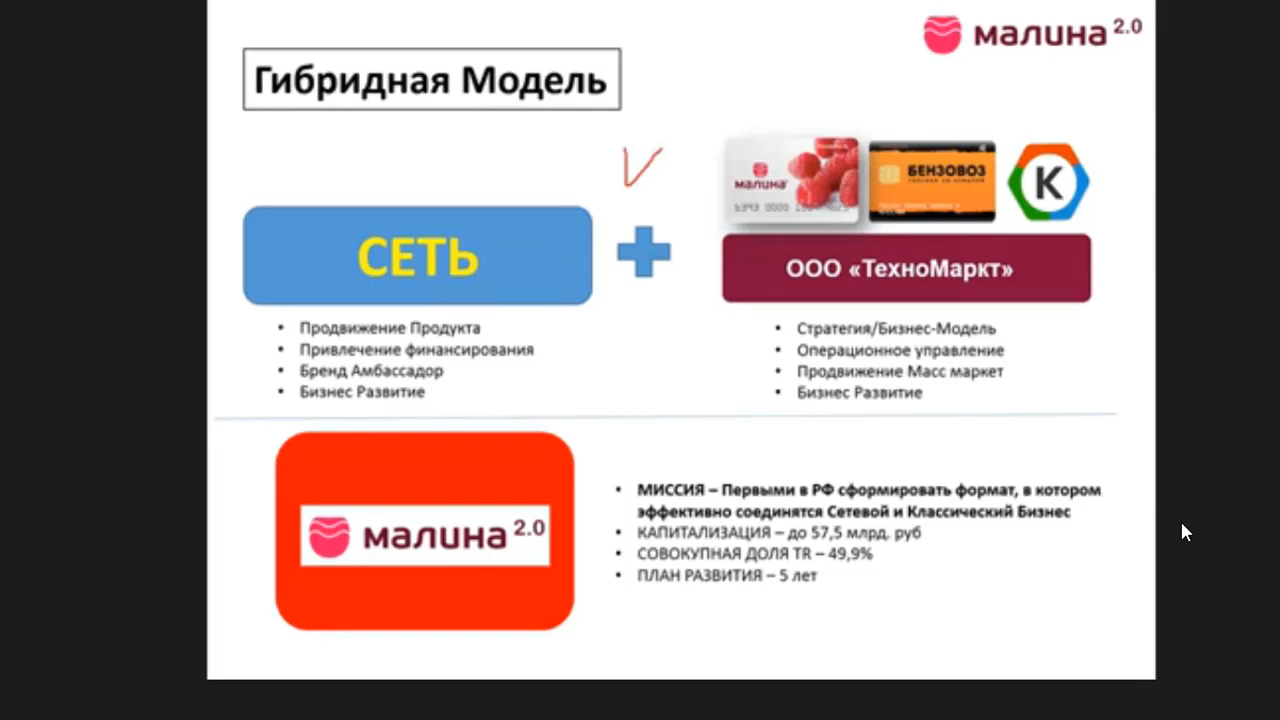 малина 2.0
Гибридная Модель
малина
БЕНЗОВОЗ
K
СЕТЬ
ООО «ТехноМаркт»
• Продвижение Продукта
• Привлечение финансирования
• Бренд Амбассадор
• Бизнес Развитие
• Стратегия/Бизнес-Модель
• Операционное управление
• Продвижение Масс маркет
• Бизнес Развитие
малина 2.0
• МИССИЯ – Первыми в РФ сформировать формат, в котором
эффективно соединятся Сетевой и Классический Бизнес
• КАПИТАЛИЗАЦИЯ – до 57,5 млрд. руб
• СОВОКУПНАЯ ДОЛЯ TR – 49,9%
• ПЛАН РАЗВИТИЯ – 5 лет